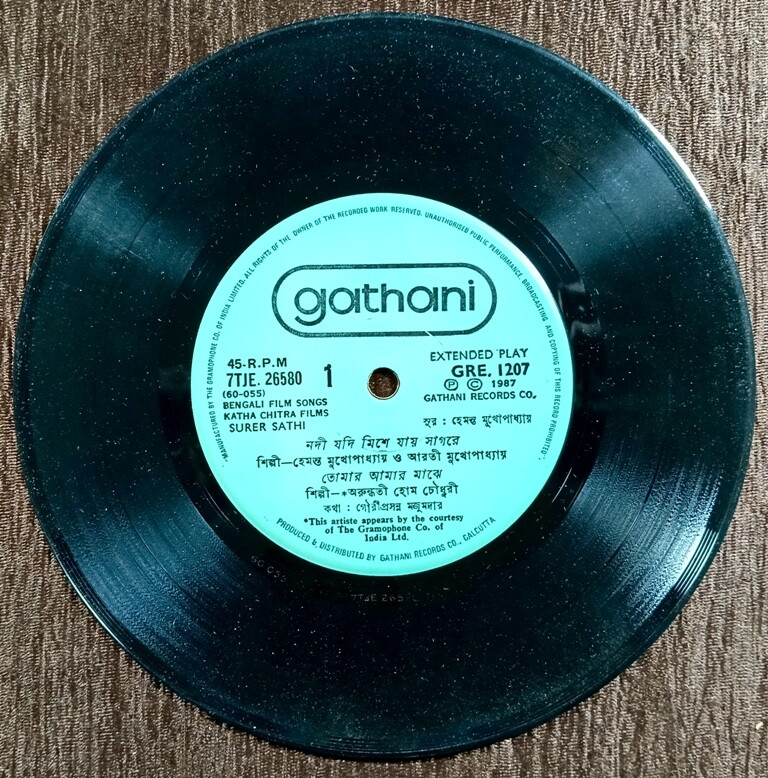 "MANUFACTURED BY THE GRAMOPHONE CO. OF INDIA LIMITED. ALL RIGHTS OF THE OWNER OF THE RECORDED WORK RESERVED. UNAUTHORISED PUBLIC PERFORMANCE, BROADCASTING AND COPYING OF THIS RECORD PROHIBITED"
gathani
45-R.P.M
7TJE. 26580
1
(60-055)
BENGALI FILM SONGS
KATHA CHITRA FILMS
SURER SATHI
EXTENDED PLAY
GRE. 1207
Ⓟ © 1987
GATHANI RECORDS CO.
সুর : হেমন্ত মুখোপাধ্যায়
নদী যদি মিশে যায় সাগরে
শিল্পী—হেমন্ত মুখোপাধ্যায় ও আরতী মুখোপাধ্যায়
তোমার আমার মাঝে
শিল্পী—*অরুন্ধতী হোম চৌধুরী
কথা : গৌরীপ্রসন্ন মজুমদার
*This artiste appears by the courtesy
of The Gramophone Co. of
India Ltd.
PRODUCED & DISTRIBUTED BY GATHANI RECORDS CO., CALCUTTA